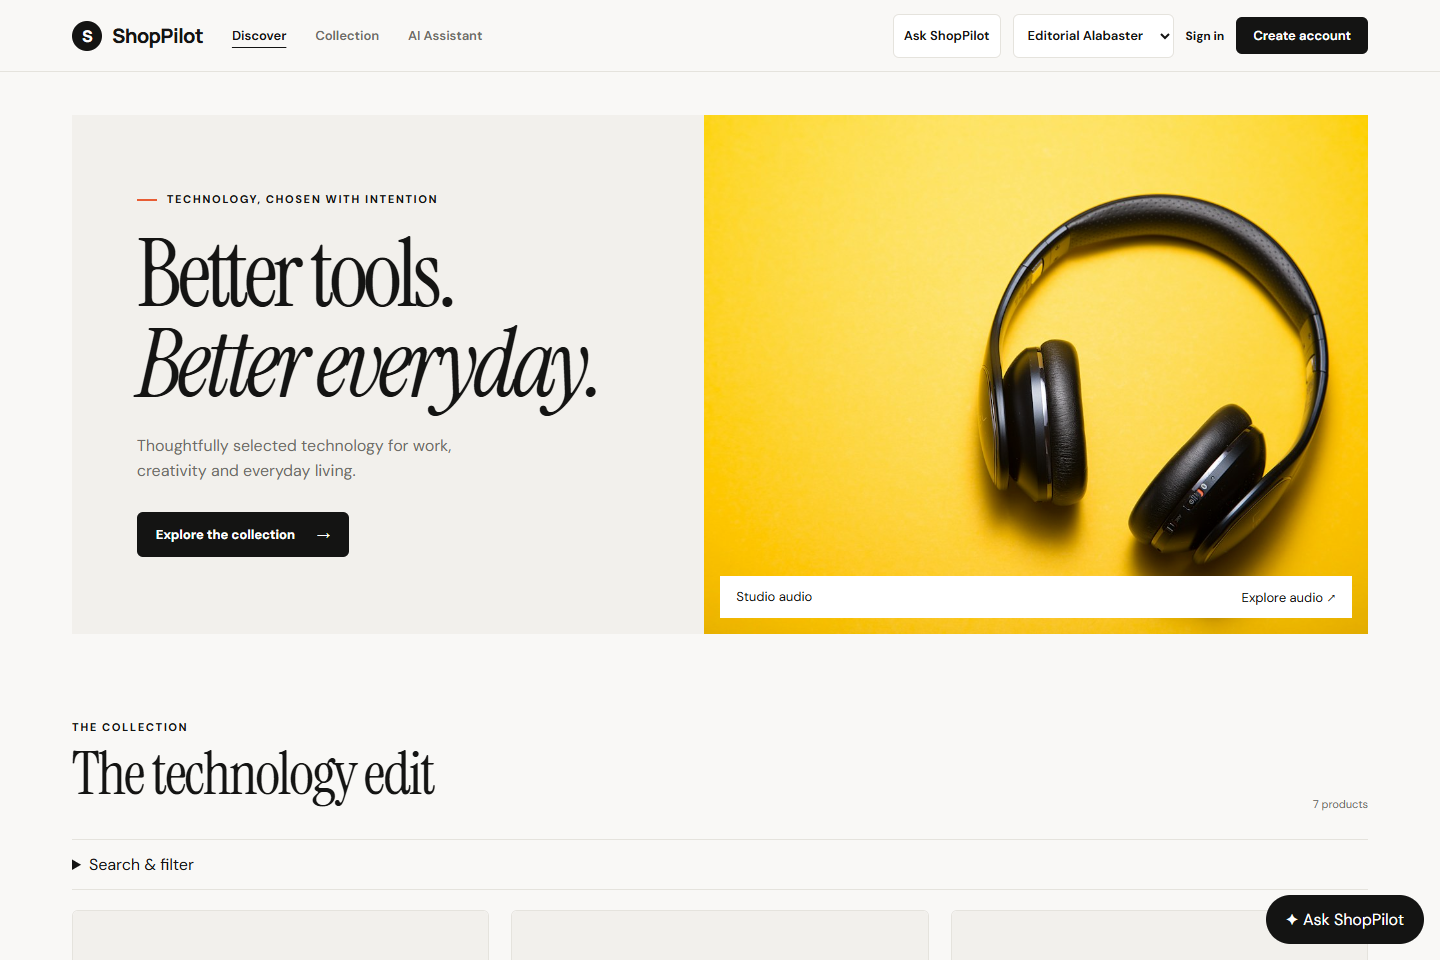 S ShopPilot
Discover
Collection
AI Assistant
Ask ShopPilot
Editorial Alabaster
Sign in
Create account
TECHNOLOGY, CHOSEN WITH INTENTION
Better tools.
Better everyday.
Thoughtfully selected technology for work,
creativity and everyday living.
Explore the collection →
Studio audio
Explore audio ↗
THE COLLECTION
The technology edit
7 products
▶ Search & filter
✦ Ask ShopPilot